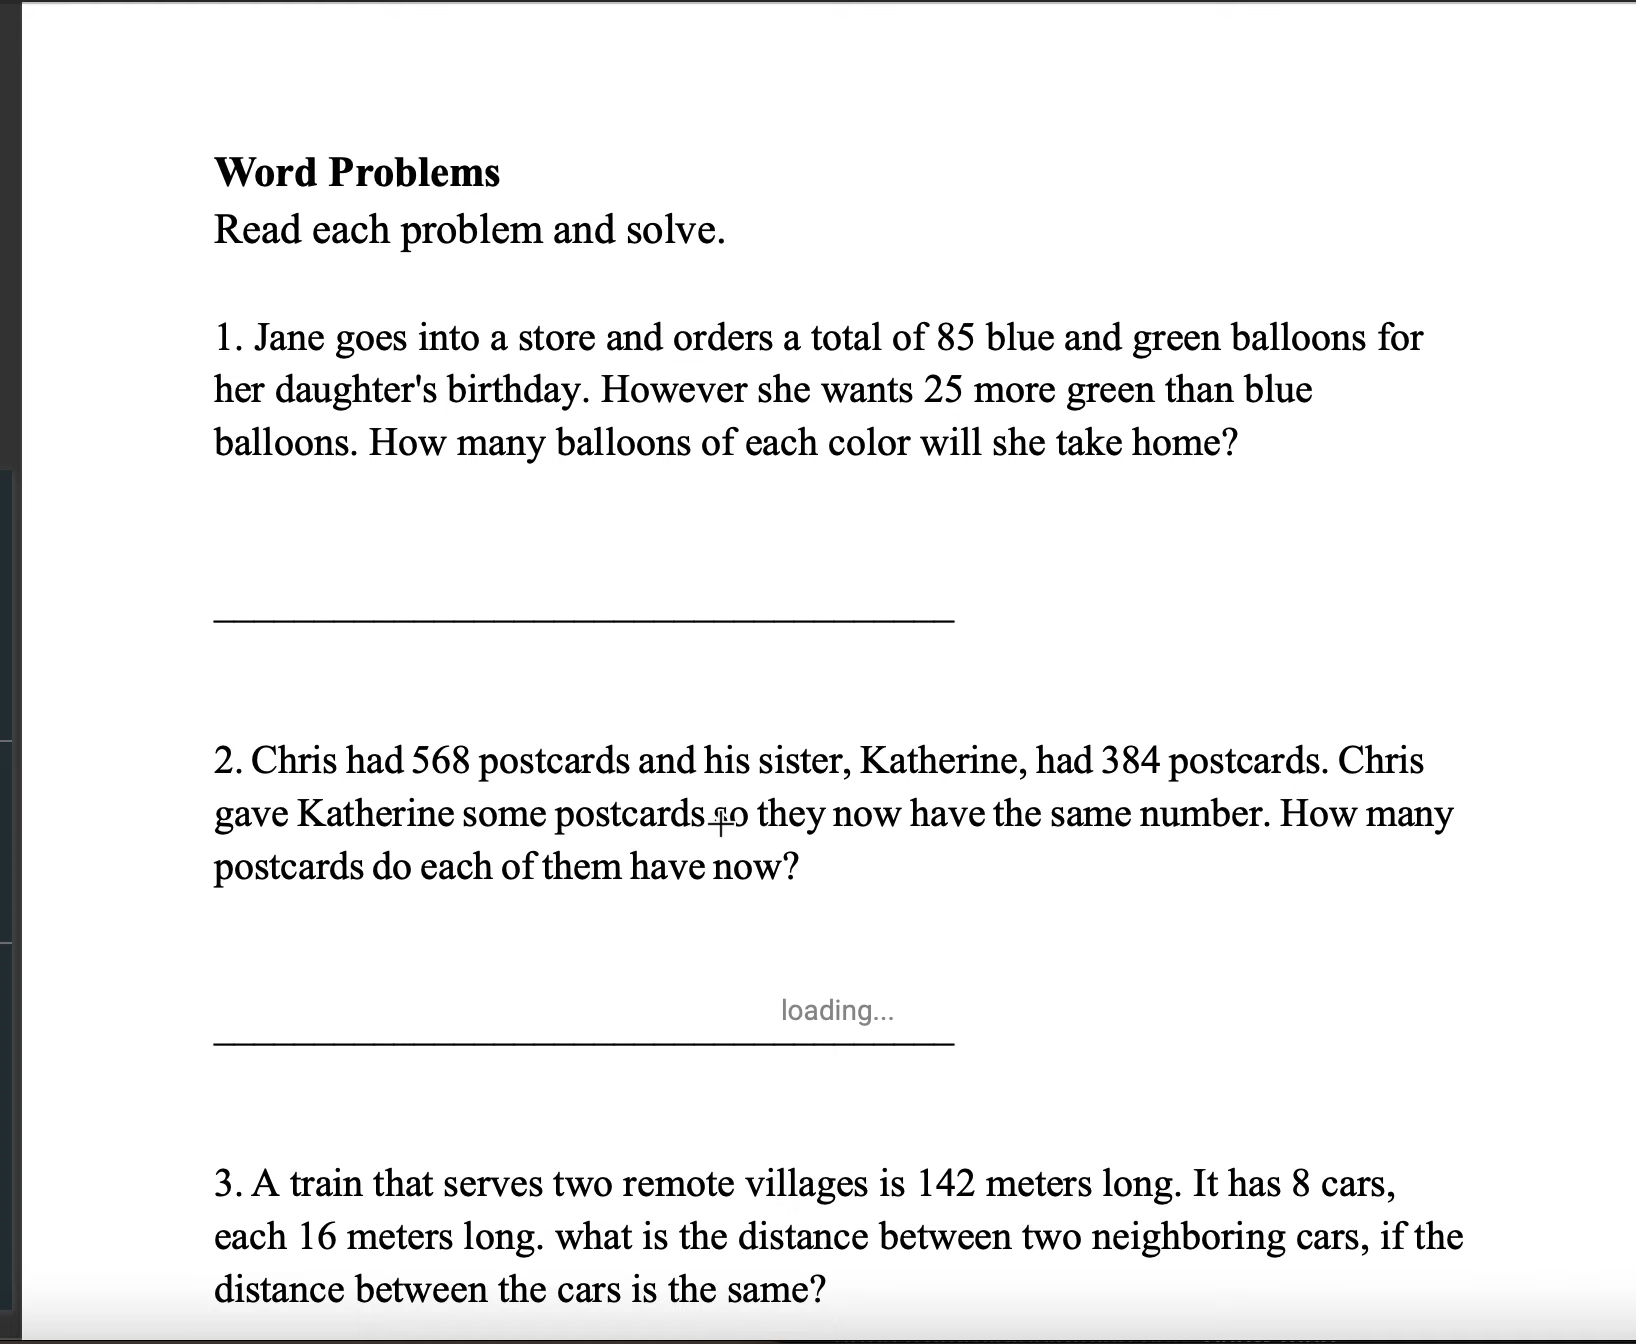 Word Problems
Read each problem and solve.
1. Jane goes into a store and orders a total of 85 blue and green balloons for
her daughter's birthday. However she wants 25 more green than blue
balloons. How many balloons of each color will she take home?
2. Chris had 568 postcards and his sister, Katherine, had 384 postcards. Chris
gave Katherine some postcards so they now have the same number. How many
postcards do each of them have now?
loading...
3. A train that serves two remote villages is 142 meters long. It has 8 cars,
each 16 meters long. what is the distance between two neighboring cars, if the
distance between the cars is the same?